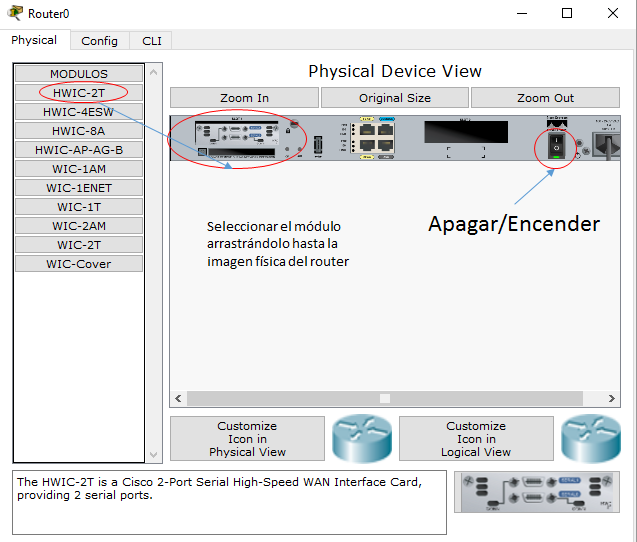 Router0
Physical Config CLI
MODULOS
HWIC-2T
HWIC-4ESW
HWIC-8A
HWIC-AP-AG-B
WIC-1AM
WIC-1ENET
WIC-1T
WIC-2AM
WIC-2T
WIC-Cover
Physical Device View
Zoom In Original Size Zoom Out
Seleccionar el módulo
arrastrándolo hasta la
imagen física del router
Apagar/Encender
Customize
Icon in
Physical View
Customize
Icon in
Logical View
The HWIC-2T is a Cisco 2-Port Serial High-Speed WAN Interface Card,
providing 2 serial ports.